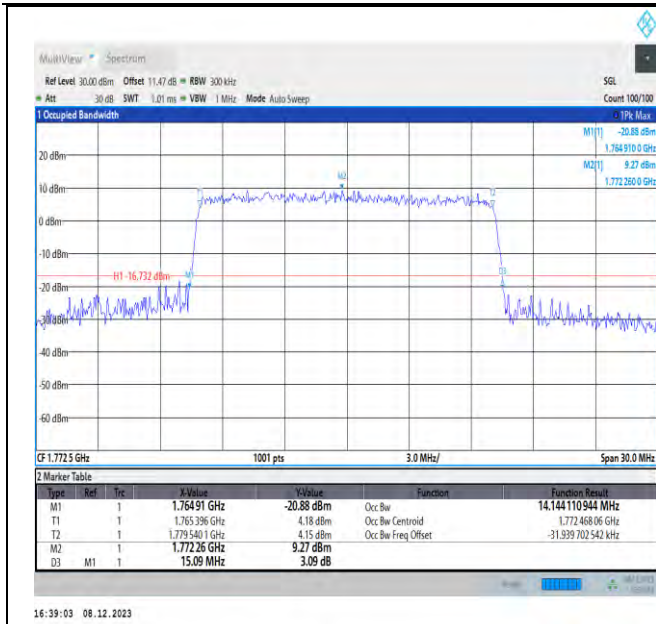 MultiView Spectrum
Ref Level 30.00 dBm Offset 11.47 dB RBW 300 kHz SGL
Att 30 dB SWT 1.01 ms VBW 1 MHz Mode Auto Sweep Count 100/100
1 Occupied Bandwidth 1Pk Max
M1[1] -20.88 dBm
1.764 910 0 GHz
M2[1] 9.27 dBm
1.772 260 0 GHz
20 dBm
M2
10 dBm
0 dBm
-10 dBm
H1 -16.732 dBm
M1
D3
-20 dBm
-30 dBm
-40 dBm
-50 dBm
-60 dBm
CF 1.772 5 GHz 1001 pts 3.0 MHz/ Span 30.0 MHz
2 Marker Table
Type Ref Trc X-Value Y-Value Function Function Result
M1 1 1.764 91 GHz -20.88 dBm Occ Bw 14.144 110 944 MHz
T1 1 1.765 396 GHz 4.18 dBm Occ Bw Centroid 1.772 468 06 GHz
T2 1 1.779 540 1 GHz 4.15 dBm Occ Bw Freq Offset -31.939 702 542 kHz
M2 1 1.772 26 GHz 9.27 dBm
D3 M1 1 15.09 MHz 3.09 dB
16:39:03 08.12.2023